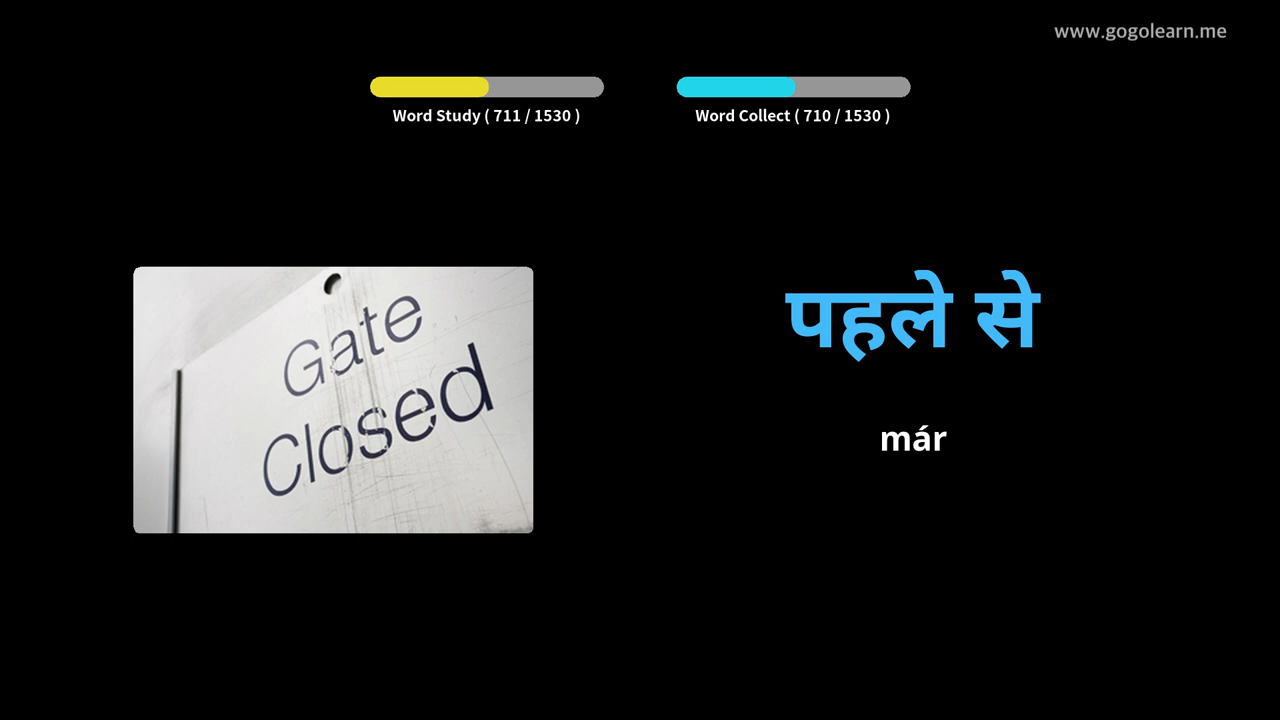 www.gogolearn.me
Word Study ( 711 / 1530 )
Word Collect ( 710 / 1530 )
Gate
Closed
पहले से
már